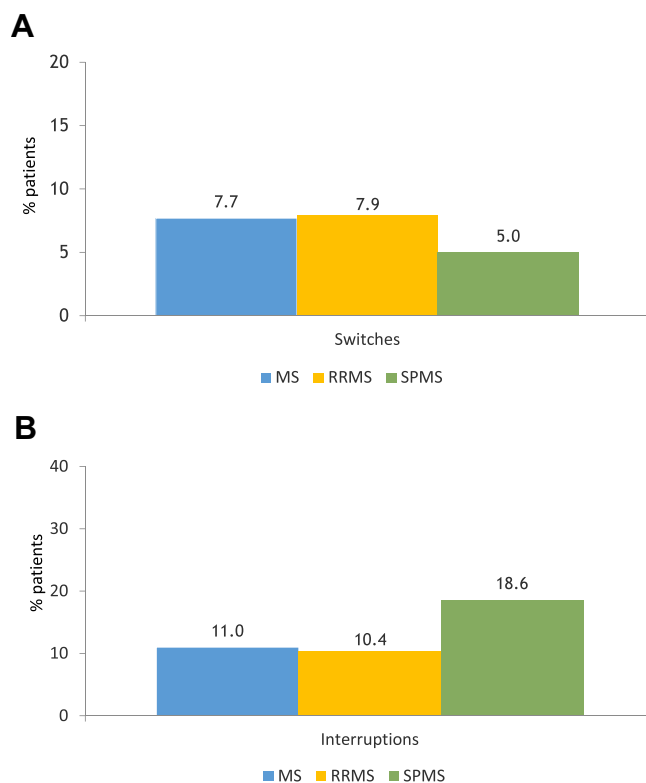 A
20
15
10
5
0
% patients
7.7
7.9
5.0
Switches
MS RRMS SPMS
B
40
30
20
10
0
% patients
11.0
10.4
18.6
Interruptions
MS RRMS SPMS